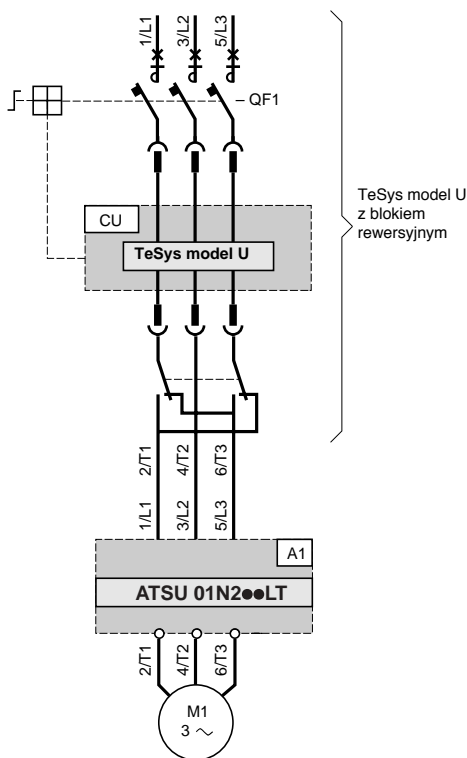 1/L1
3/L2
5/L3
QF1
CU
TeSys model U
TeSys model U
z blokiem
rewersyjnym
2/T1
4/T2
6/T3
1/L1
3/L2
5/L3
A1
ATSU 01N2●●LT
2/T1
4/T2
6/T3
M1
3 ~